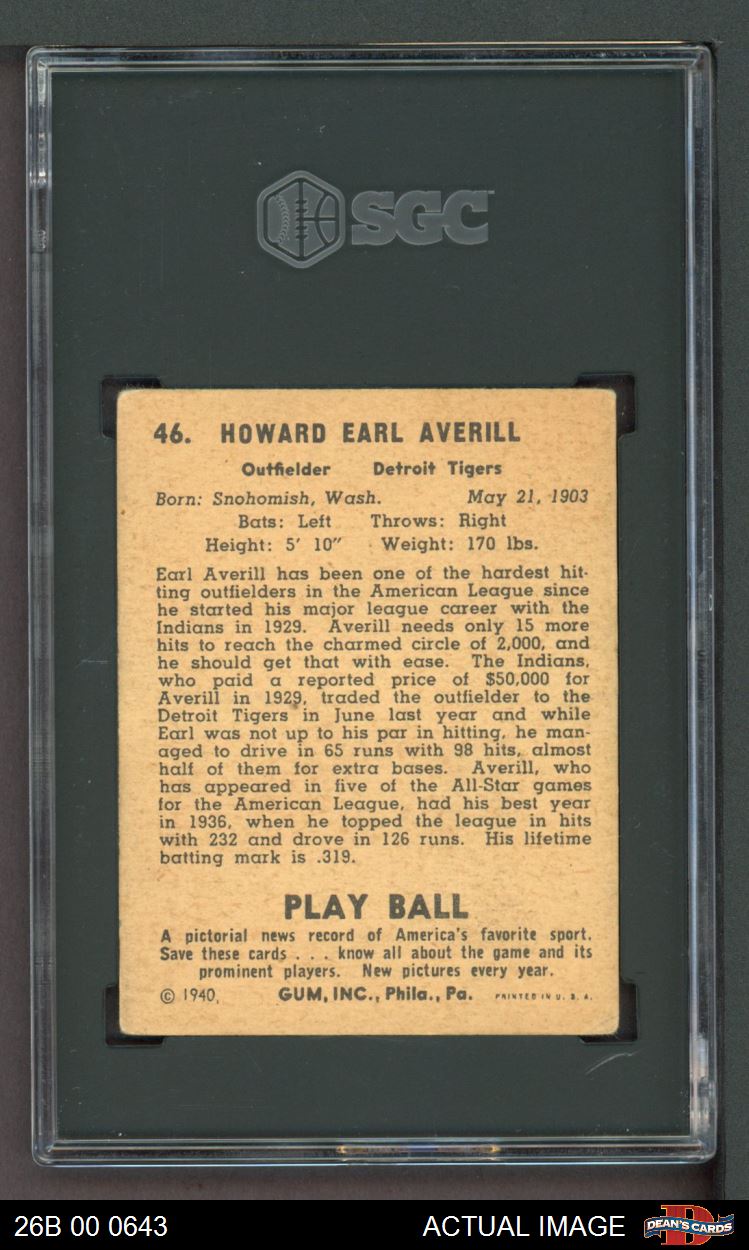 SGC
46. HOWARD EARL AVERILL
Outfielder Detroit Tigers
Born: Snohomish, Wash. May 21, 1903
Bats: Left Throws: Right
Height: 5' 10" Weight: 170 lbs.
Earl Averill has been one of the hardest hit-
ting outfielders in the American League since
he started his major league career with the
Indians in 1929. Averill needs only 15 more
hits to reach the charmed circle of 2,000, and
he should get that with ease. The Indians,
who paid a reported price of $50,000 for
Averill in 1929, traded the outfielder to the
Detroit Tigers in June last year and while
Earl was not up to his par in hitting, he man-
aged to drive in 65 runs with 98 hits, almost
half of them for extra bases. Averill, who
has appeared in five of the All-Star games
for the American League, had his best year
in 1936, when he topped the league in hits
with 232 and drove in 126 runs. His lifetime
batting mark is .319.
PLAY BALL
A pictorial news record of America's favorite sport.
Save these cards . . . know all about the game and its
prominent players. New pictures every year.
© 1940, GUM, INC., Phila., Pa. PRINTED IN U. S. A.
26B 00 0643 ACTUAL IMAGE DEAN'S CARDS